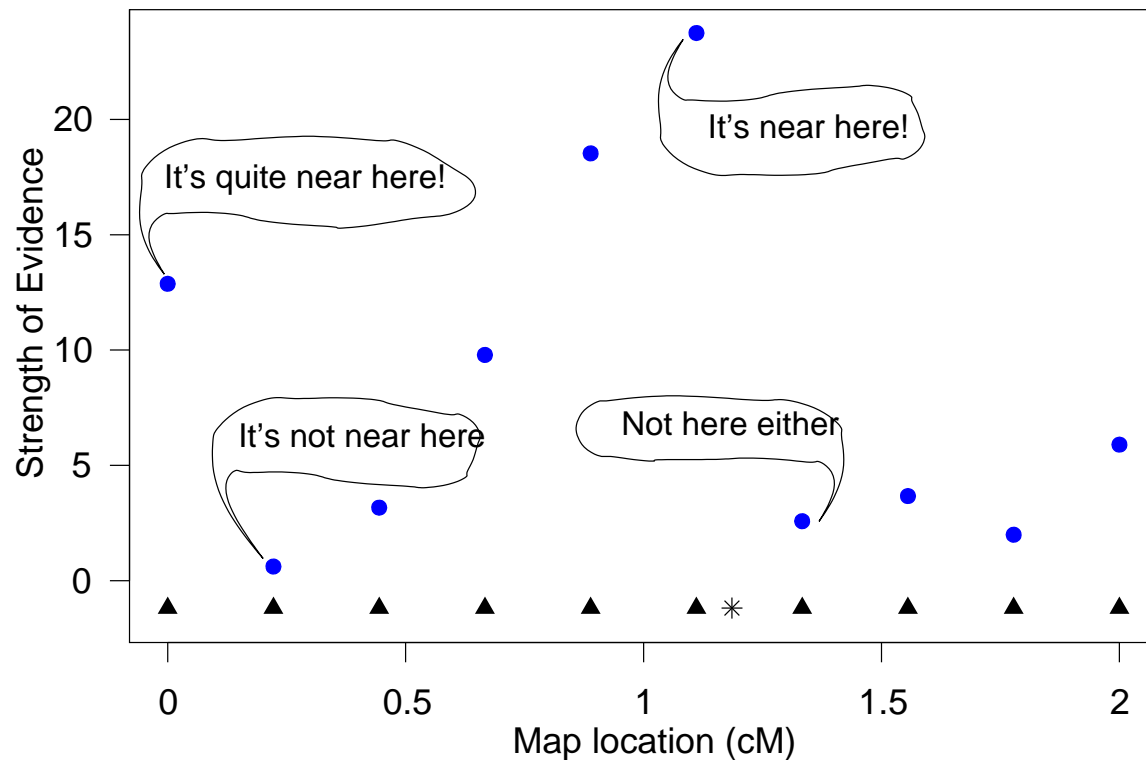 It's near here!
It's quite near here!
It's not near here
Not here either
Strength of Evidence
20
15
10
5
0
0 0.5 1 1.5 2
Map location (cM)